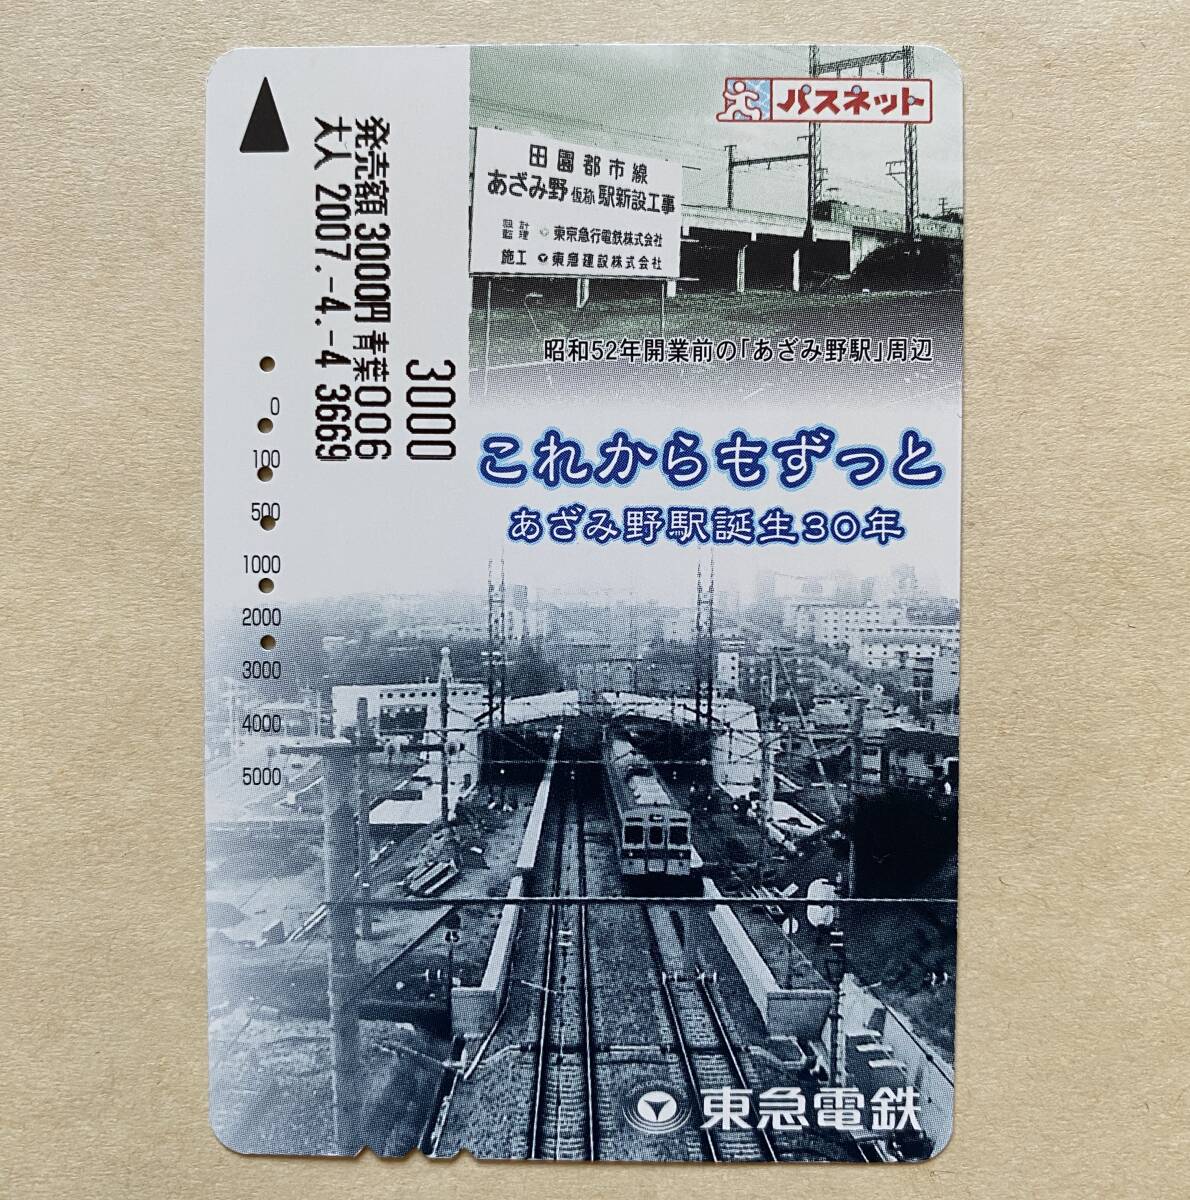 パスネット
田園都市線
あざみ野 仮称 駅新設工事
設計監理 東京急行電鉄株式会社
施工 東急建設株式会社
昭和52年開業前の「あざみ野駅」周辺
3000
発売額 3000円 青葉006
大人 2007.-4.-4 3669
これからもずっと
あざみ野駅誕生30年
0
100
500
1000
2000
3000
4000
5000
東急電鉄